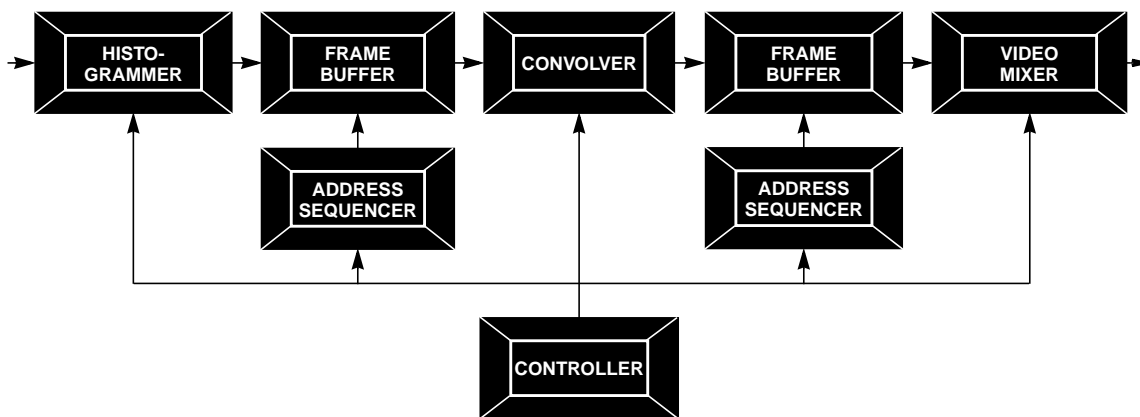 HISTO-
GRAMMER
FRAME
BUFFER
CONVOLVER
FRAME
BUFFER
VIDEO
MIXER
ADDRESS
SEQUENCER
ADDRESS
SEQUENCER
CONTROLLER